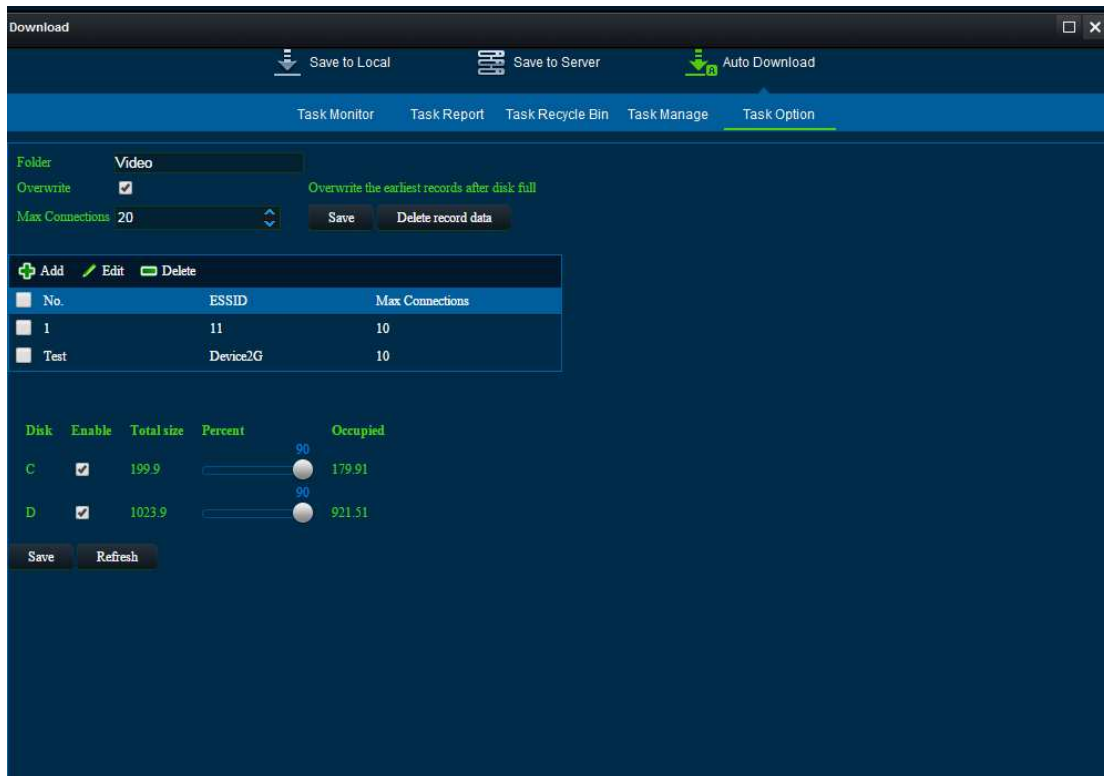 Download
Save to Local Save to Server A Auto Download
Task Monitor Task Report Task Recycle Bin Task Manage Task Option
Folder Video
Overwrite Overwrite the earliest records after disk full
Max Connections 20 Save Delete record data
Add Edit Delete
No. ESSID Max Connections
1 11 10
Test Device2G 10
Disk Enable Total size Percent Occupied
90
C 199.9 179.91
90
D 1023.9 921.51
Save Refresh